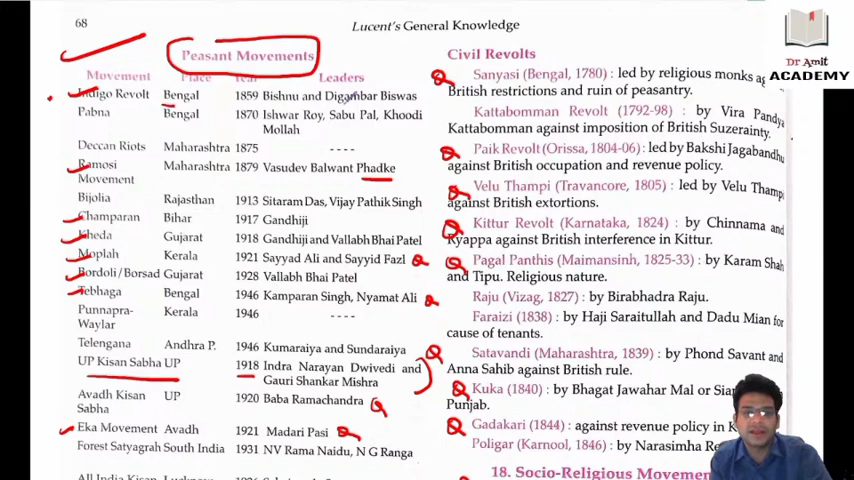 68
Lucent's General Knowledge
Dr Amit
ACADEMY
Peasant Movements
Movement Place Year Leaders
Indigo Revolt Bengal 1859 Bishnu and Digambar Biswas
Pabna Bengal 1870 Ishwar Roy, Sabu Pal, Khoodi
Mollah
Deccan Riots Maharashtra 1875 ----
Ramosi Maharashtra 1879 Vasudev Balwant Phadke
Movement
Bijolia Rajasthan 1913 Sitaram Das, Vijay Pathik Singh
Champaran Bihar 1917 Gandhiji
Kheda Gujarat 1918 Gandhiji and Vallabh Bhai Patel
Moplah Kerala 1921 Sayyad Ali and Sayyid Fazl
Bordoli/Borsad Gujarat 1928 Vallabh Bhai Patel
Tebhaga Bengal 1946 Kamparan Singh, Nyamat Ali
Punnapra- Kerala 1946 ----
Waylar
Telengana Andhra P. 1946 Kumaraiya and Sundaraiya
UP Kisan Sabha UP 1918 Indra Narayan Dwivedi and
Gauri Shankar Mishra
Avadh Kisan UP 1920 Baba Ramachandra
Sabha
Eka Movement Avadh 1921 Madari Pasi
Forest Satyagrah South India 1931 NV Rama Naidu, N G Ranga
All India Kisan
Civil Revolts
Sanyasi (Bengal, 1780) : led by religious monks
British restrictions and ruin of peasantry.
Kattabomman Revolt (1792-98) : by Vira Pandya
Kattabomman against imposition of British Suzerainty.
Paik Revolt (Orissa, 1804-06) : led by Bakshi Jagabandhu
against British occupation and revenue policy.
Velu Thampi (Travancore, 1805) : led by Velu Thampi
against British extortions.
Kittur Revolt (Karnataka, 1824) : by Chinnama and
Ryappa against British interference in Kittur.
Pagal Panthis (Maimansinh, 1825-33) : by Karam Shah
and Tipu. Religious nature.
Raju (Vizag, 1827) : by Birabhadra Raju.
Faraizi (1838) : by Haji Saraitullah and Dadu Mian for
cause of tenants.
Satavandi (Maharashtra, 1839) : by Phond Savant and
Anna Sahib against British rule.
Kuka (1840) : by Bhagat Jawahar Mal or
Punjab.
Gadakari (1844) : against revenue policy in
Poligar (Karnool, 1846) : by Narasimha
18. Socio-Religious